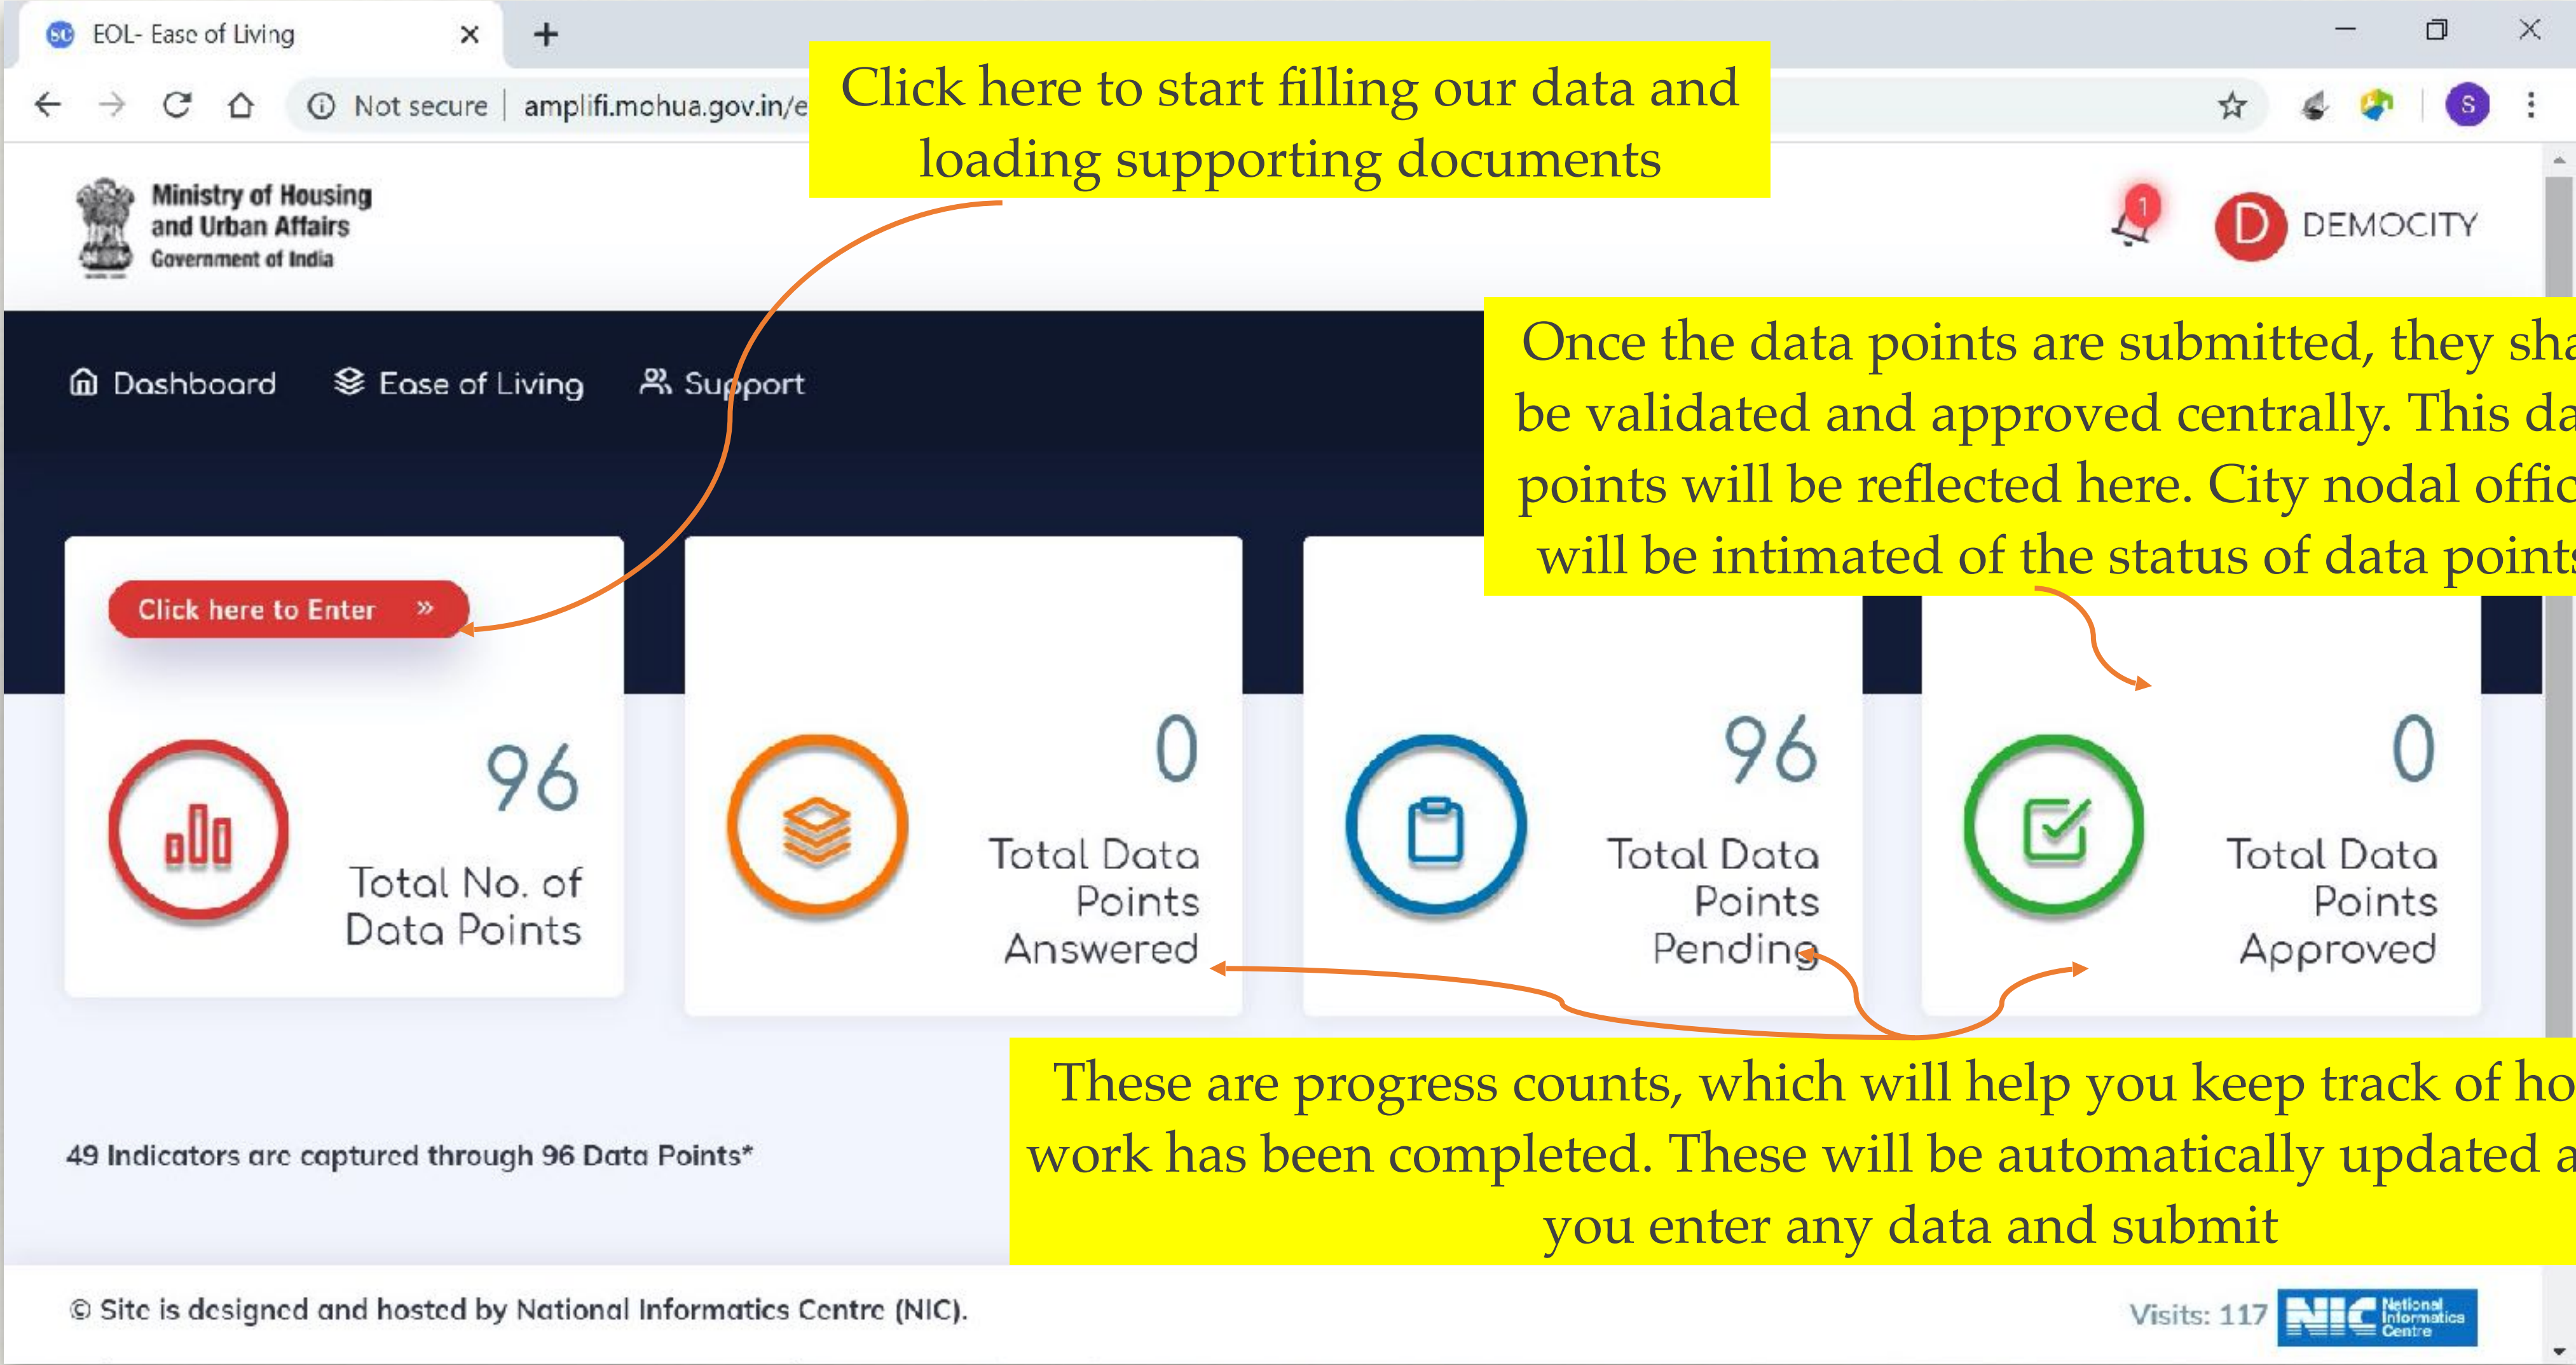 EOL- Ease of Living
Not secure | amplifi.mohua.gov.in/e
Click here to start filling our data and
loading supporting documents
S
Ministry of Housing
and Urban Affairs
Government of India
1
D DEMOCITY
Dashboard Ease of Living Support
Once the data points are submitted, they sha
be validated and approved centrally. This da
points will be reflected here. City nodal offic
will be intimated of the status of data points
Click here to Enter »
96
Total No. of
Data Points
0
Total Data
Points
Answered
96
Total Data
Points
Pending
0
Total Data
Points
Approved
These are progress counts, which will help you keep track of ho
work has been completed. These will be automatically updated a
you enter any data and submit
49 Indicators are captured through 96 Data Points*
© Site is designed and hosted by National Informatics Centre (NIC).
Visits: 117
NIC National
Informatics
Centre